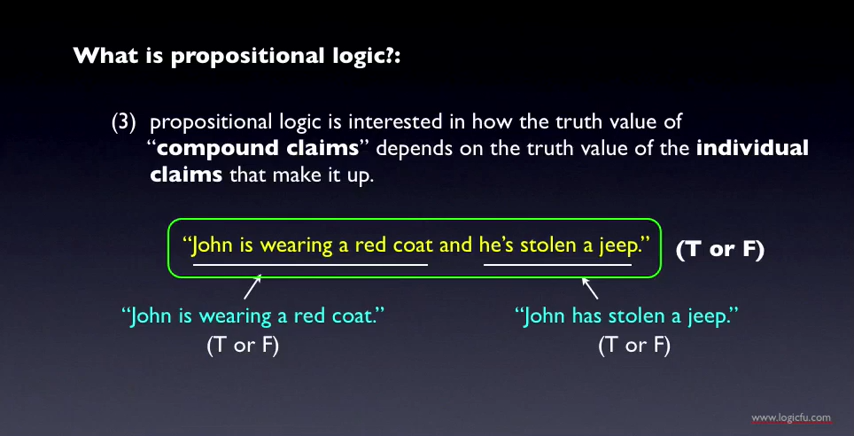 What is propositional logic?:
(3) propositional logic is interested in how the truth value of
“compound claims” depends on the truth value of the individual
claims that make it up.
“John is wearing a red coat and he’s stolen a jeep.” (T or F)
“John is wearing a red coat.” “John has stolen a jeep.”
(T or F) (T or F)
www.logicfu.com